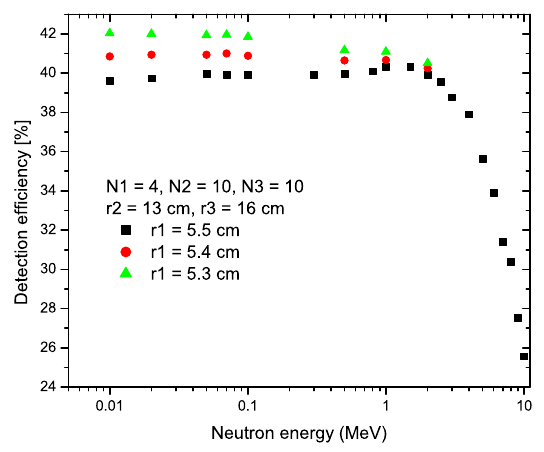 42
40
38
36
34
32
30
28
26
24
Detection efficiency [%]
N1 = 4, N2 = 10, N3 = 10
r2 = 13 cm, r3 = 16 cm
r1 = 5.5 cm
r1 = 5.4 cm
r1 = 5.3 cm
0.01 0.1 1 10
Neutron energy (MeV)